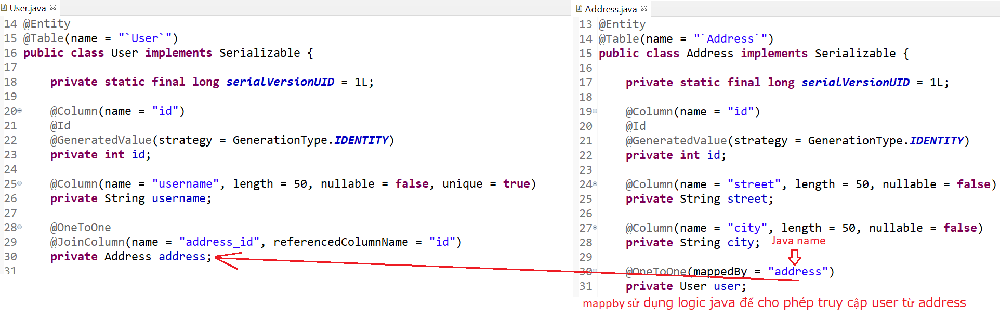 User.java
14 @Entity
15 @Table(name = "`User`")
16 public class User implements Serializable {
17
18 private static final long serialVersionUID = 1L;
19
20 @Column(name = "id")
21 @Id
22 @GeneratedValue(strategy = GenerationType.IDENTITY)
23 private int id;
24
25 @Column(name = "username", length = 50, nullable = false, unique = true)
26 private String username;
27
28 @OneToOne
29 @JoinColumn(name = "address_id", referencedColumnName = "id")
30 private Address address;
31
Address.java
13 @Entity
14 @Table(name = "`Address`")
15 public class Address implements Serializable {
16
17 private static final long serialVersionUID = 1L;
18
19 @Column(name = "id")
20 @Id
21 @GeneratedValue(strategy = GenerationType.IDENTITY)
22 private int id;
23
24 @Column(name = "street", length = 50, nullable = false)
25 private String street;
26
27 @Column(name = "city", length = 50, nullable = false)
28 private String city;
Java name
29
30 @OneToOne(mappedBy = "address")
31 private User user;
mappby sử dụng logic java để cho phép truy cập user từ address